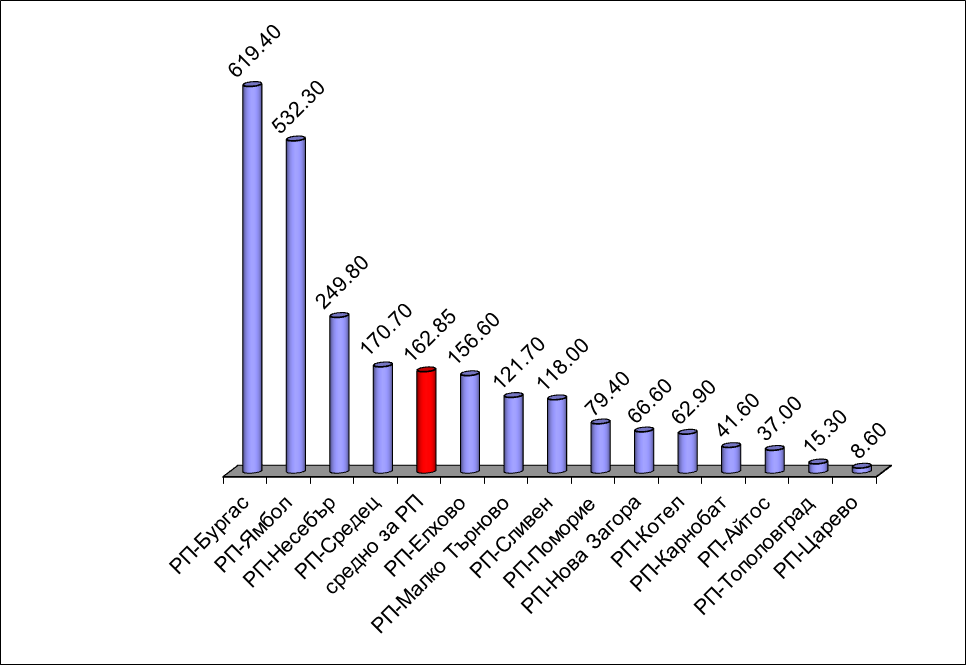 619.40
532.30
249.80
170.70
162.85
156.60
121.70
118.00
79.40
66.60
62.90
41.60
37.00
15.30
8.60
РП-Бургас
РП-Ямбол
РП-Несебър
РП-Средец
средно за РП
РП-Елхово
РП-Малко Търново
РП-Сливен
РП-Поморие
РП-Нова Загора
РП-Котел
РП-Карнобат
РП-Айтос
РП-Тополовград
РП-Царево